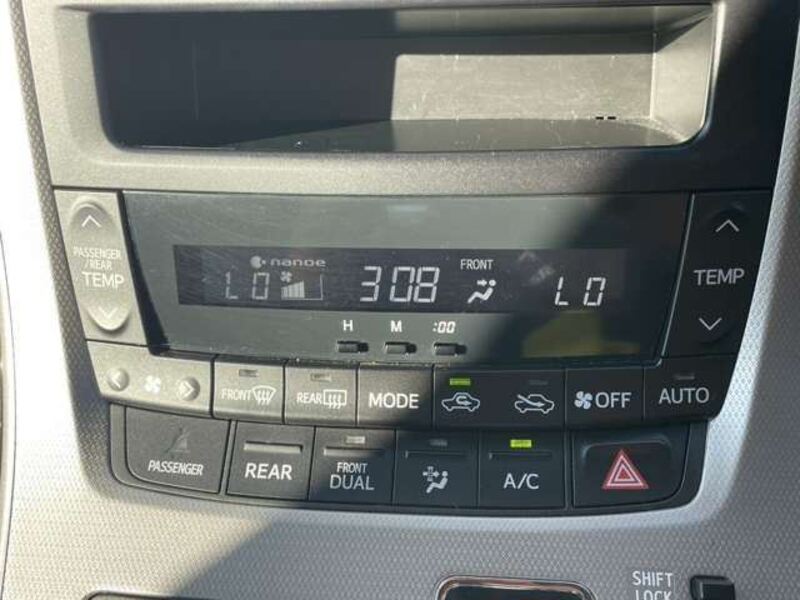 nanoe
PASSENGER
/REAR
TEMP
LO 308 FRONT LO
TEMP
H M :00
FRONT REAR MODE OFF AUTO
PASSENGER REAR FRONT
DUAL A/C
SHIFT
LOCK